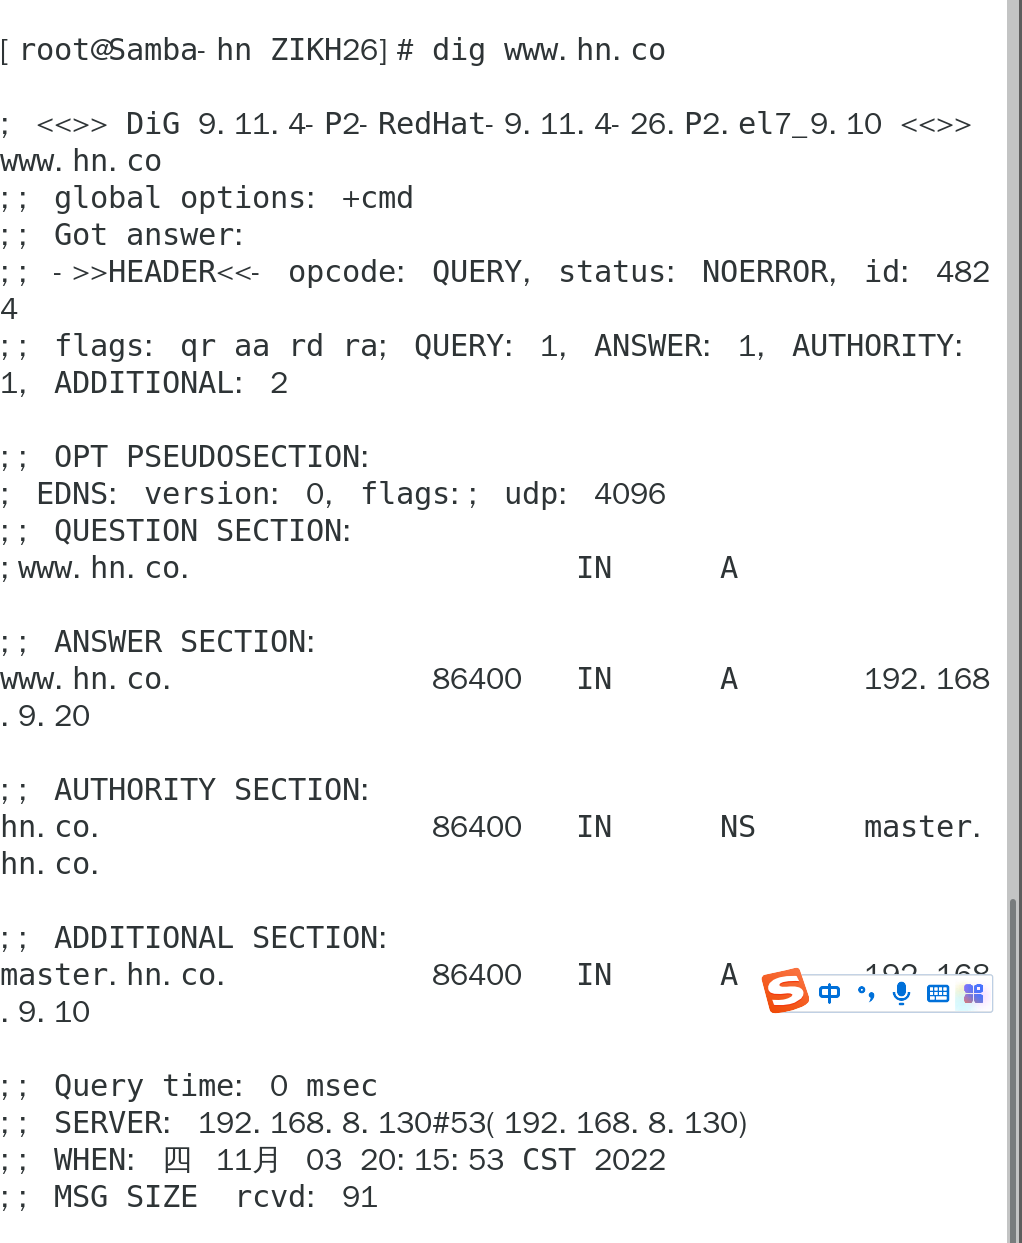 [root@Samba-hn ZIKH26]# dig www.hn.co
; <<>> DiG 9.11.4-P2-RedHat-9.11.4-26.P2.el7_9.10 <<>>
www.hn.co
;; global options: +cmd
;; Got answer:
;; ->>HEADER<<- opcode: QUERY, status: NOERROR, id: 482
4
;; flags: qr aa rd ra; QUERY: 1, ANSWER: 1, AUTHORITY:
1, ADDITIONAL: 2
;; OPT PSEUDOSECTION:
; EDNS: version: 0, flags:; udp: 4096
;; QUESTION SECTION:
;www.hn.co. IN A
;; ANSWER SECTION:
www.hn.co. 86400 IN A 192.168
.9.20
;; AUTHORITY SECTION:
hn.co. 86400 IN NS master.
hn.co.
;; ADDITIONAL SECTION:
master.hn.co. 86400 IN A 192.168
.9.10
中
;; Query time: 0 msec
;; SERVER: 192.168.8.130#53(192.168.8.130)
;; WHEN: 四 11月 03 20:15:53 CST 2022
;; MSG SIZE rcvd: 91